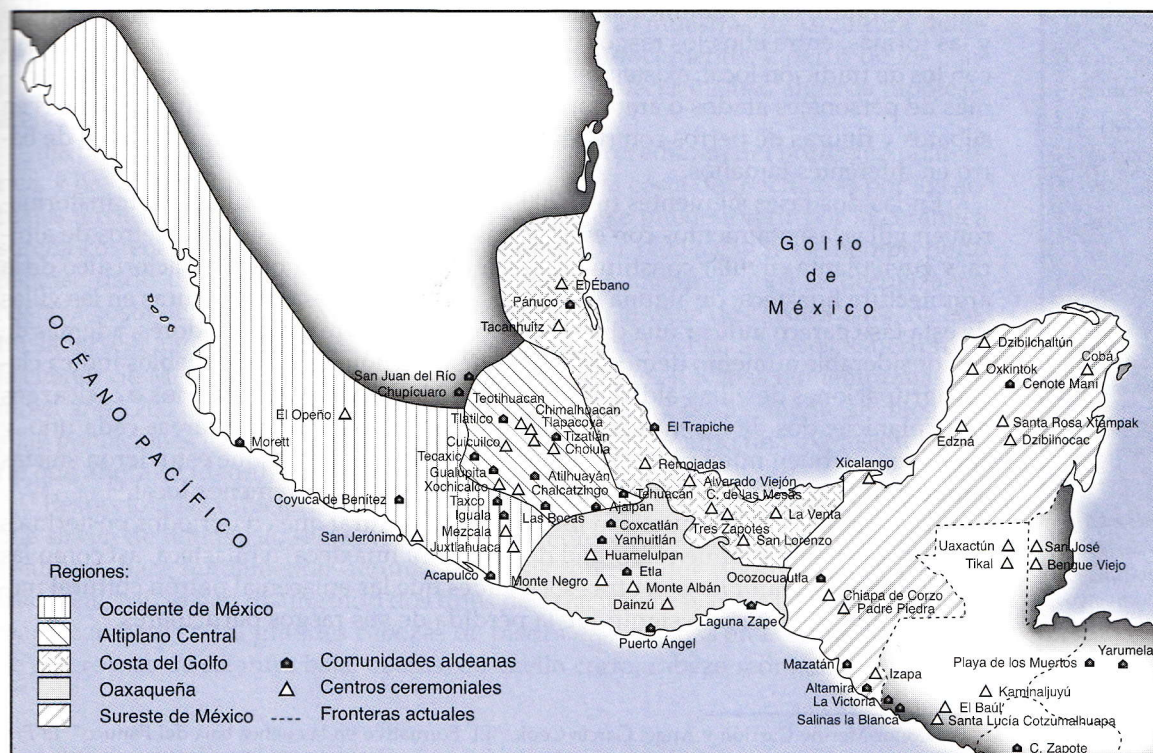 Golfo
de
México
OCÉANO PACÍFICO
El Ébano
Pánuco
Tacanhuitz
San Juan del Río
Chupicuaro
Teotihuacan
Chimalhuacan
Tlatilco
Tlapacoya
Tizatlán
El Opeño
Cuicuilco
Cholula
Morett
Tecaxic
Gualupita
Atilhuayán
Xochicalco
Chalcatzingo
Coyuca de Benítez
Taxco
Iguala
Las Bocas
Mezcala
San Jerónimo
Juxtlahuaca
Acapulco
El Trapiche
Remojadas
Alvarado Viejón
Tehuacán
C. de las Mesas
Ajalpan
Coxcatlán
Tres Zapotes
La Venta
Yanhuitlán
San Lorenzo
Huamelulpan
Etla
Monte Negro
Monte Albán
Dainzú
Puerto Ángel
Laguna Zape
Dzibilchaltún
Cobá
Oxkintok
Cenote Maní
Santa Rosa Xtampak
Edzná
Dzibilnocac
Xicalango
Uaxactún
San José
Tikal
Bengue Viejo
Ocozocuautla
Chiapa de Corzo
Padre Piedra
Mazatán
Izapa
Altamira
La Victoria
Salinas la Blanca
Playa de los Muertos
Yarumela
Kaminaljuyú
El Baúl
Santa Lucía Cotzumalhuapa
C. Zapote
Regiones:
Occidente de México
Altiplano Central
Costa del Golfo
Oaxaqueña
Sureste de México
Comunidades aldeanas
Centros ceremoniales
Fronteras actuales